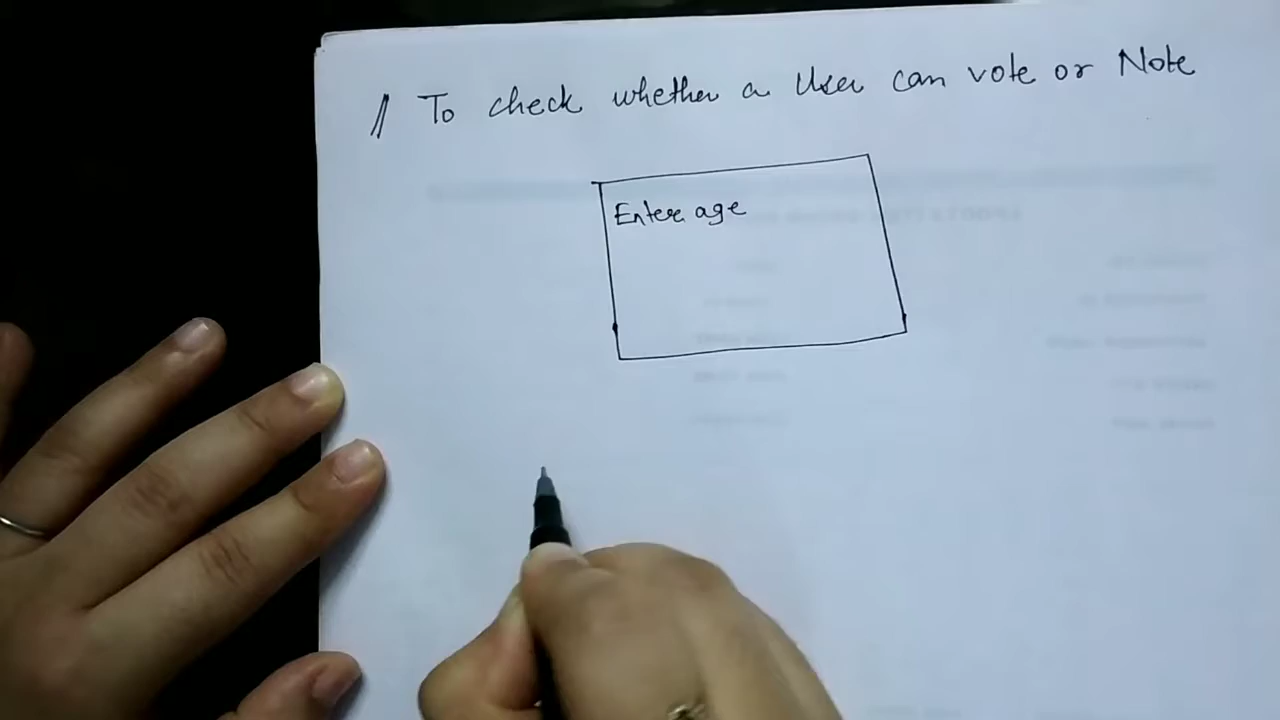 // To check whether a User can vote or Note
Enter age